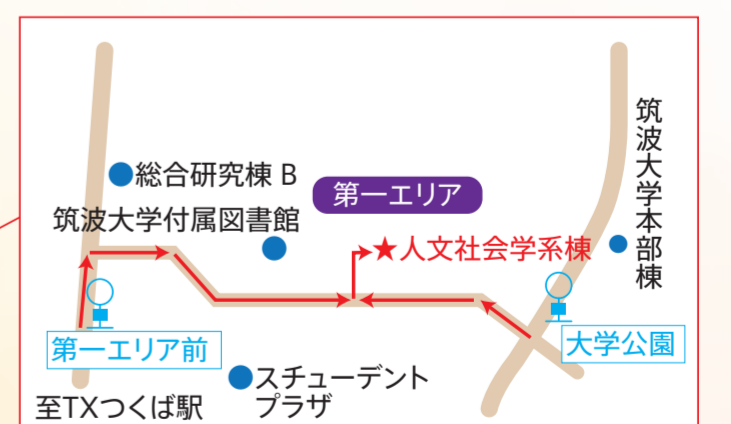 総合研究棟 B
第一エリア
筑波大学付属図書館
★人文社会学系棟
筑波大学本部棟
第一エリア前
大学公園
スチューデント
プラザ
至TXつくば駅